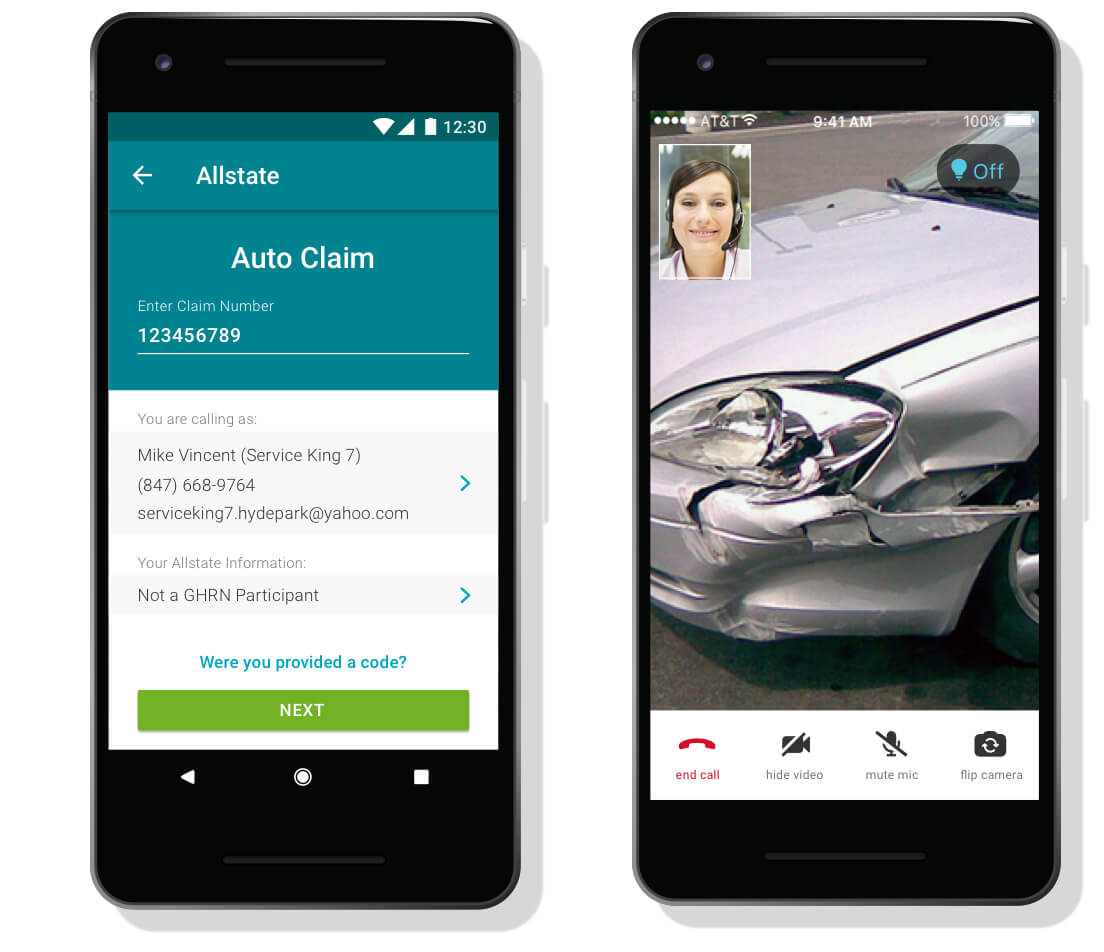 12:30
Allstate
Auto Claim
Enter Claim Number
123456789
You are calling as:
Mike Vincent (Service King 7)
(847) 668-9764
serviceking7.hydepark@yahoo.com
Your Allstate Information:
Not a GHRN Participant
Were you provided a code?
NEXT
AT&T 9:41 AM 100%
Off
end call hide video mute mic flip camera